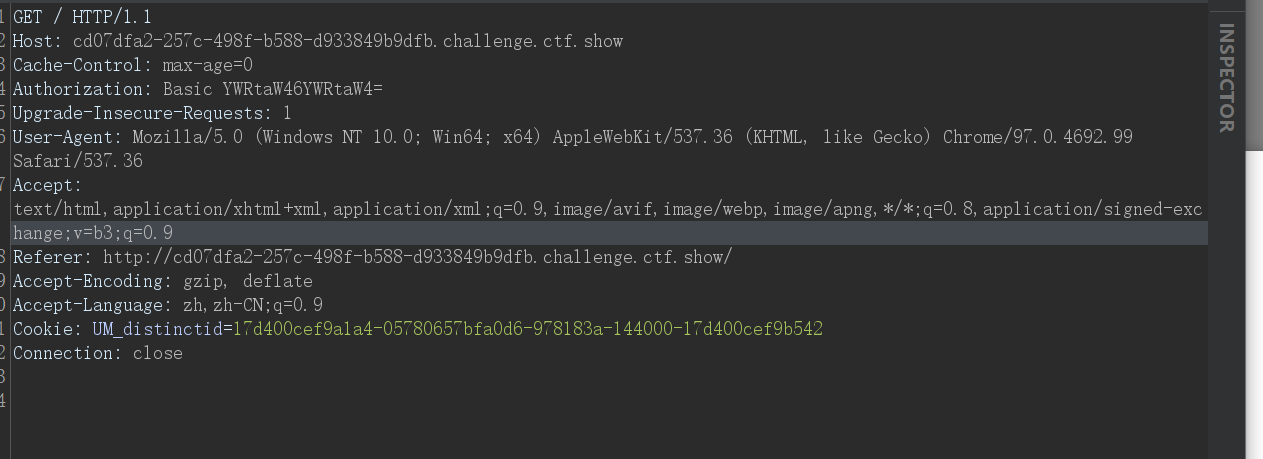 1 GET / HTTP/1.1
2 Host: cd07dfa2-257c-498f-b588-d933849b9dfb.challenge.ctf.show
3 Cache-Control: max-age=0
4 Authorization: Basic YWRtaW46YWRtaW4=
5 Upgrade-Insecure-Requests: 1
6 User-Agent: Mozilla/5.0 (Windows NT 10.0; Win64; x64) AppleWebKit/537.36 (KHTML, like Gecko) Chrome/97.0.4692.99
Safari/537.36
7 Accept:
text/html,application/xhtml+xml,application/xml;q=0.9,image/avif,image/webp,image/apng,*/*;q=0.8,application/signed-exc
hange;v=b3;q=0.9
8 Referer: http://cd07dfa2-257c-498f-b588-d933849b9dfb.challenge.ctf.show/
9 Accept-Encoding: gzip, deflate
0 Accept-Language: zh,zh-CN;q=0.9
1 Cookie: UM_distinctid=17d400cef9a1a4-05780657bfa0d6-978183a-144000-17d400cef9b542
2 Connection: close
3
4
INSPECTOR